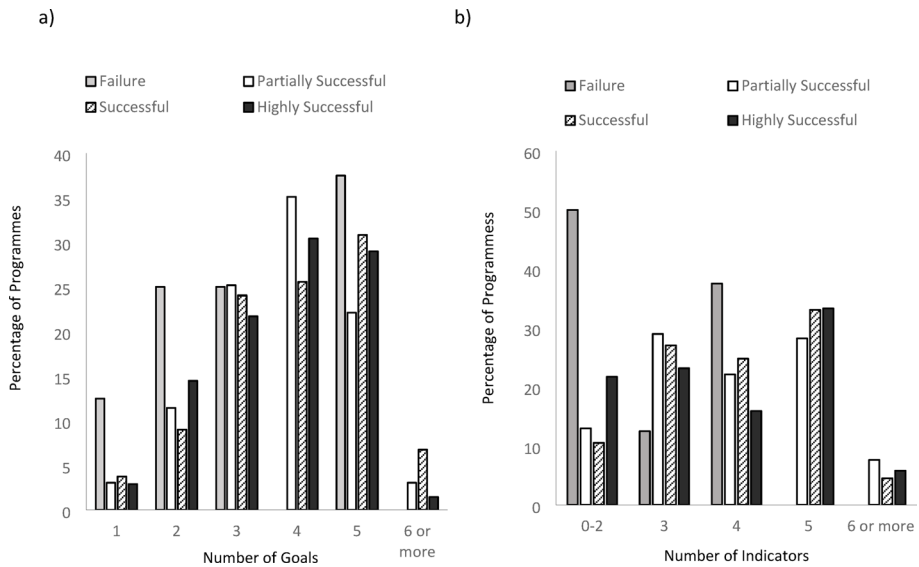 a)
Failure
Partially Successful
Successful
Highly Successful
Percentage of Programmes
40
35
30
25
20
15
10
5
0
1
2
3
4
5
6 or
more
Number of Goals
b)
Failure
Partially Successful
Successful
Highly Successful
Percentage of Programmess
60
50
40
30
20
10
0
0-2
3
4
5
6 or more
Number of Indicators